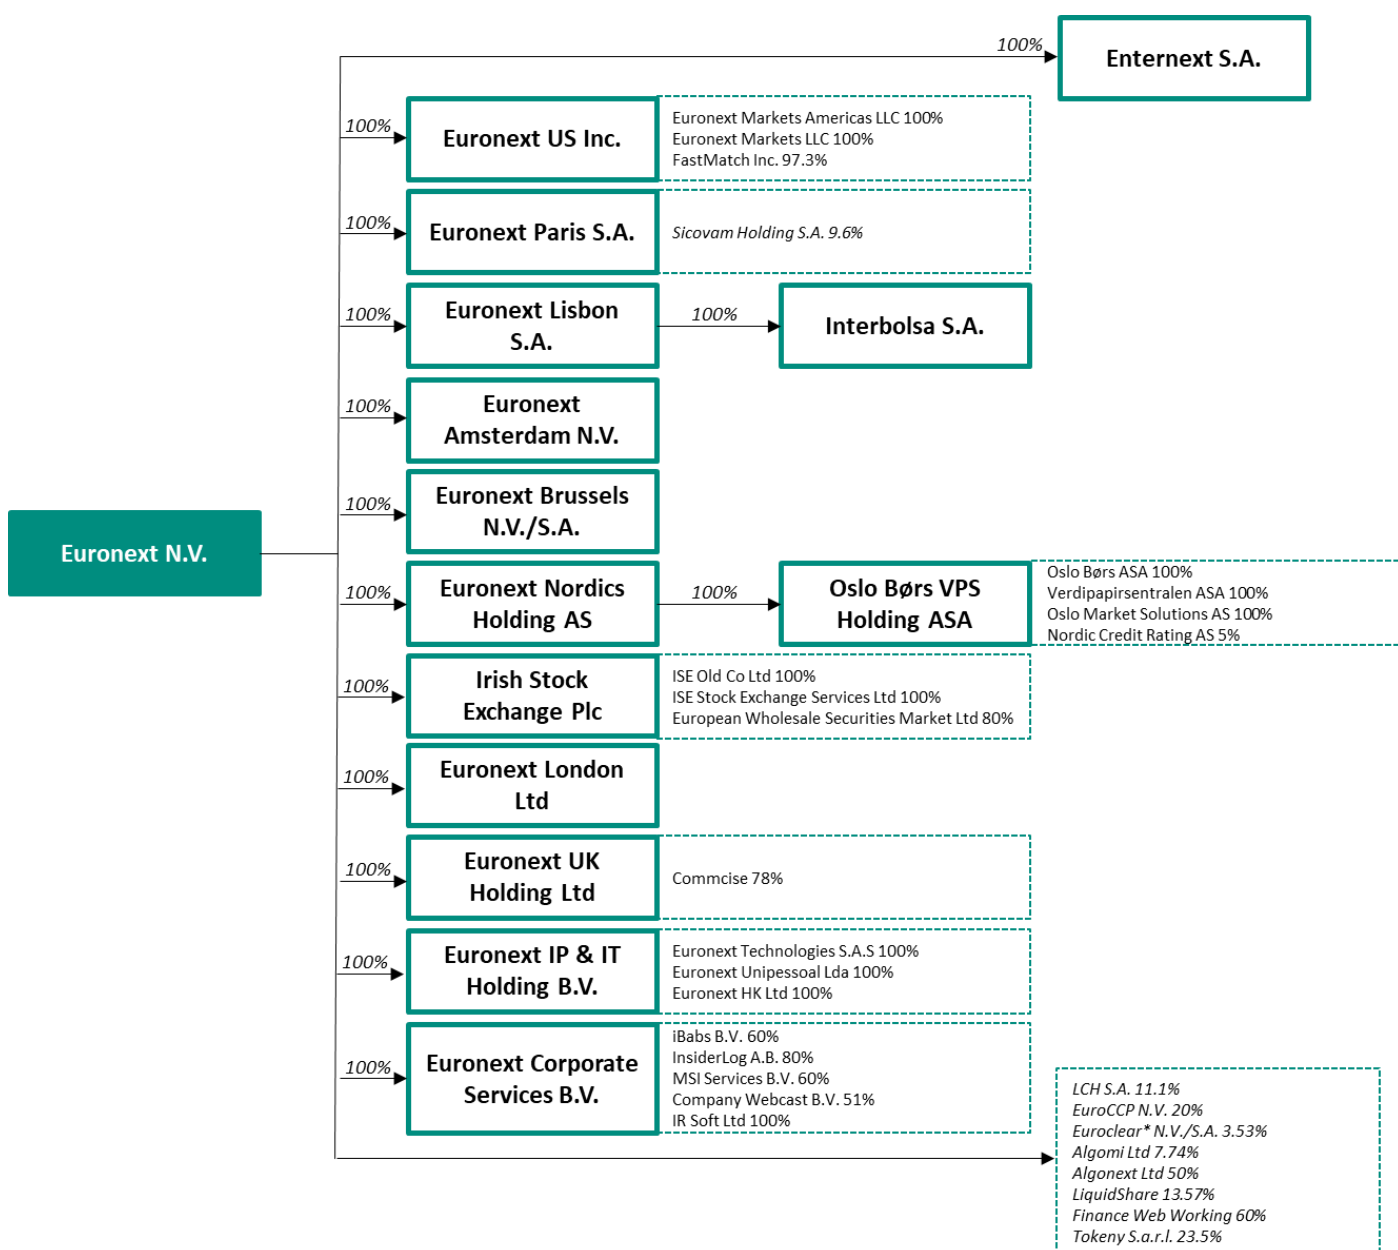 100%
Enternext S.A.
100%
Euronext US Inc.
Euronext Markets Americas LLC 100%
Euronext Markets LLC 100%
FastMatch Inc. 97.3%
100%
Euronext Paris S.A.
Sicovam Holding S.A. 9.6%
100%
Euronext Lisbon
S.A.
100%
Interbolsa S.A.
100%
Euronext
Amsterdam N.V.
100%
Euronext Brussels
N.V./S.A.
Euronext N.V.
100%
Euronext Nordics
Holding AS
100%
Oslo Børs VPS
Holding ASA
Oslo Børs ASA 100%
Verdipapirsentralen ASA 100%
Oslo Market Solutions AS 100%
Nordic Credit Rating AS 5%
100%
Irish Stock
Exchange Plc
ISE Old Co Ltd 100%
ISE Stock Exchange Services Ltd 100%
European Wholesale Securities Market Ltd 80%
100%
Euronext London
Ltd
100%
Euronext UK
Holding Ltd
Commcise 78%
100%
Euronext IP & IT
Holding B.V.
Euronext Technologies S.A.S 100%
Euronext Unipessoal Lda 100%
Euronext HK Ltd 100%
100%
Euronext Corporate
Services B.V.
iBabs B.V. 60%
InsiderLog A.B. 80%
MSI Services B.V. 60%
Company Webcast B.V. 51%
IR Soft Ltd 100%
LCH S.A. 11.1%
EuroCCP N.V. 20%
Euroclear* N.V./S.A. 3.53%
Algomi Ltd 7.74%
Algonext Ltd 50%
LiquidShare 13.57%
Finance Web Working 60%
Tokeny S.a.r.l. 23.5%